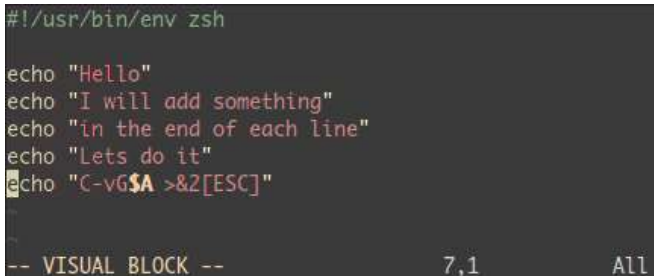 #!/usr/bin/env zsh
echo "Hello"
echo "I will add something"
echo "in the end of each line"
echo "Lets do it"
echo "C-vG$A >&2[ESC]"
~
~
-- VISUAL BLOCK -- 7,1 All